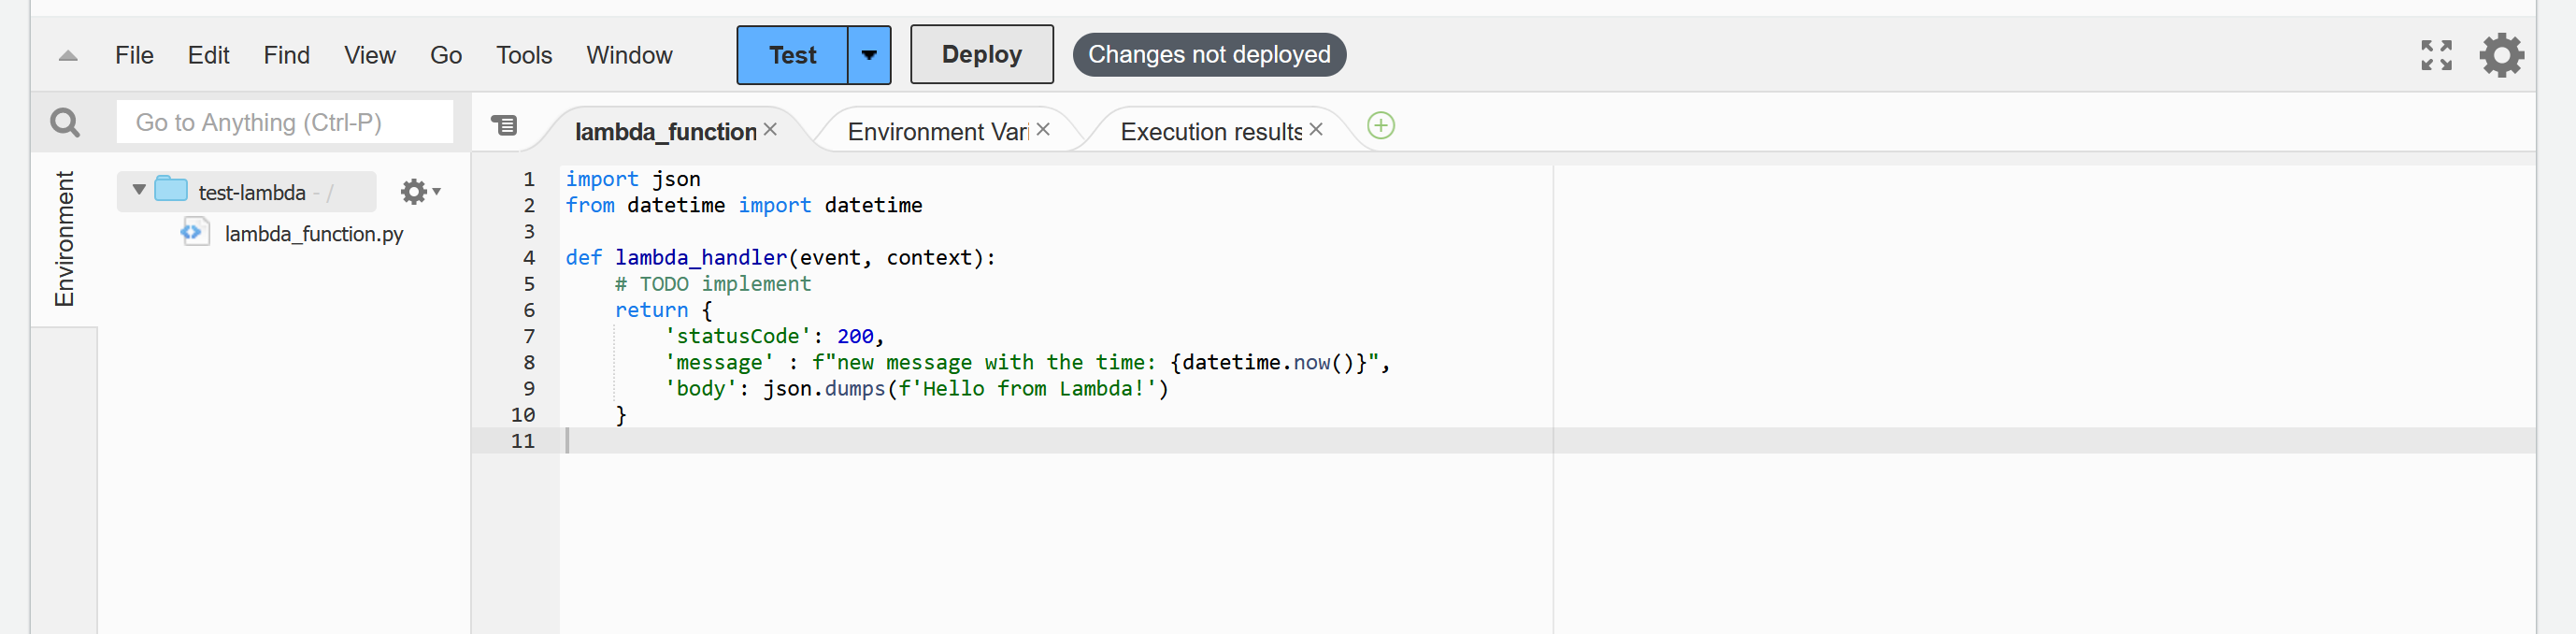 File Edit Find View Go Tools Window Test Deploy Changes not deployed
Go to Anything (Ctrl-P)
lambda_function Environment Vari Execution results
Environment
test-lambda - /
lambda_function.py
1 import json
2 from datetime import datetime
3
4 def lambda_handler(event, context):
5 # TODO implement
6 return {
7 'statusCode': 200,
8 'message' : f"new message with the time: {datetime.now()}",
9 'body': json.dumps(f'Hello from Lambda!')
10 }
11